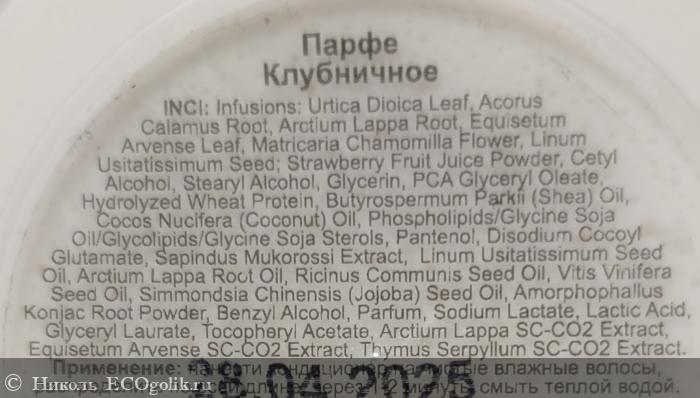 Парфе
Клубничное
INCI: Infusions: Urtica Dioica Leaf, Acorus
Calamus Root, Arctium Lappa Root, Equisetum
Arvense Leaf, Matricaria Chamomilla Flower, Linum
Usitatissimum Seed; Strawberry Fruit Juice Powder, Cetyl
Alcohol, Stearyl Alcohol, Glycerin, PCA Glyceryl Oleate,
Hydrolyzed Wheat Protein, Butyrospermum Parkii (Shea) Oil,
Cocos Nucifera (Coconut) Oil, Phospholipids/Glycine Soja
Oil/Glycolipids/Glycine Soja Sterols, Pantenol, Disodium Cocoyl
Glutamate, Sapindus Mukorossi Extract, Linum Usitatissimum Seed
Oil, Arctium Lappa Root Oil, Ricinus Communis Seed Oil, Vitis Vinifera
Seed Oil, Simmondsia Chinensis (Jojoba) Seed Oil, Amorphophallus
Konjac Root Powder, Benzyl Alcohol, Parfum, Sodium Lactate, Lactic Acid,
Glyceryl Laurate, Tocopheryl Acetate, Arctium Lappa SC-CO2 Extract,
Equisetum Arvense SC-CO2 Extract, Thymus Serpyllum SC-CO2 Extract.
Применение: влажные волосы,
смыть теплой водой.
28.04.2025
Николь ECOgolik.ru